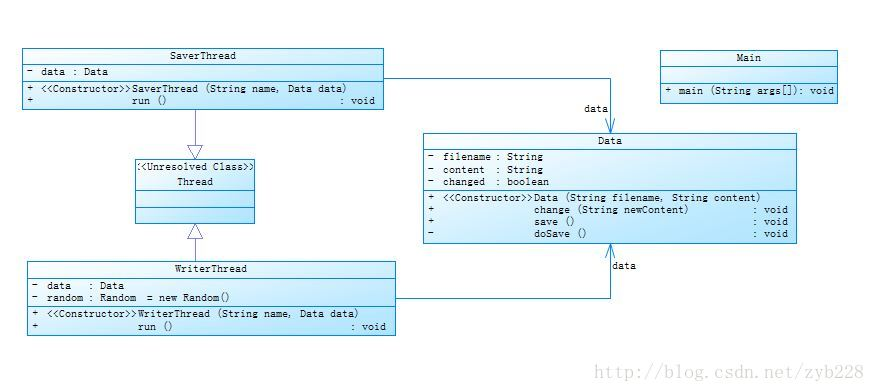 SaverThread
- data : Data
+ <<Constructor>> SaverThread (String name, Data data)
+ run () : void
Main
+ main (String args[]): void
data
Data
- filename : String
- content : String
- changed : boolean
+ <<Constructor>> Data (String filename, String content)
+ change (String newContent) : void
+ save () : void
- doSave () : void
<<Unresolved Class>>
Thread
WriterThread
- data : Data
- random : Random = new Random()
+ <<Constructor>> WriterThread (String name, Data data)
+ run () : void
data
http://blog.csdn.net/zyb228